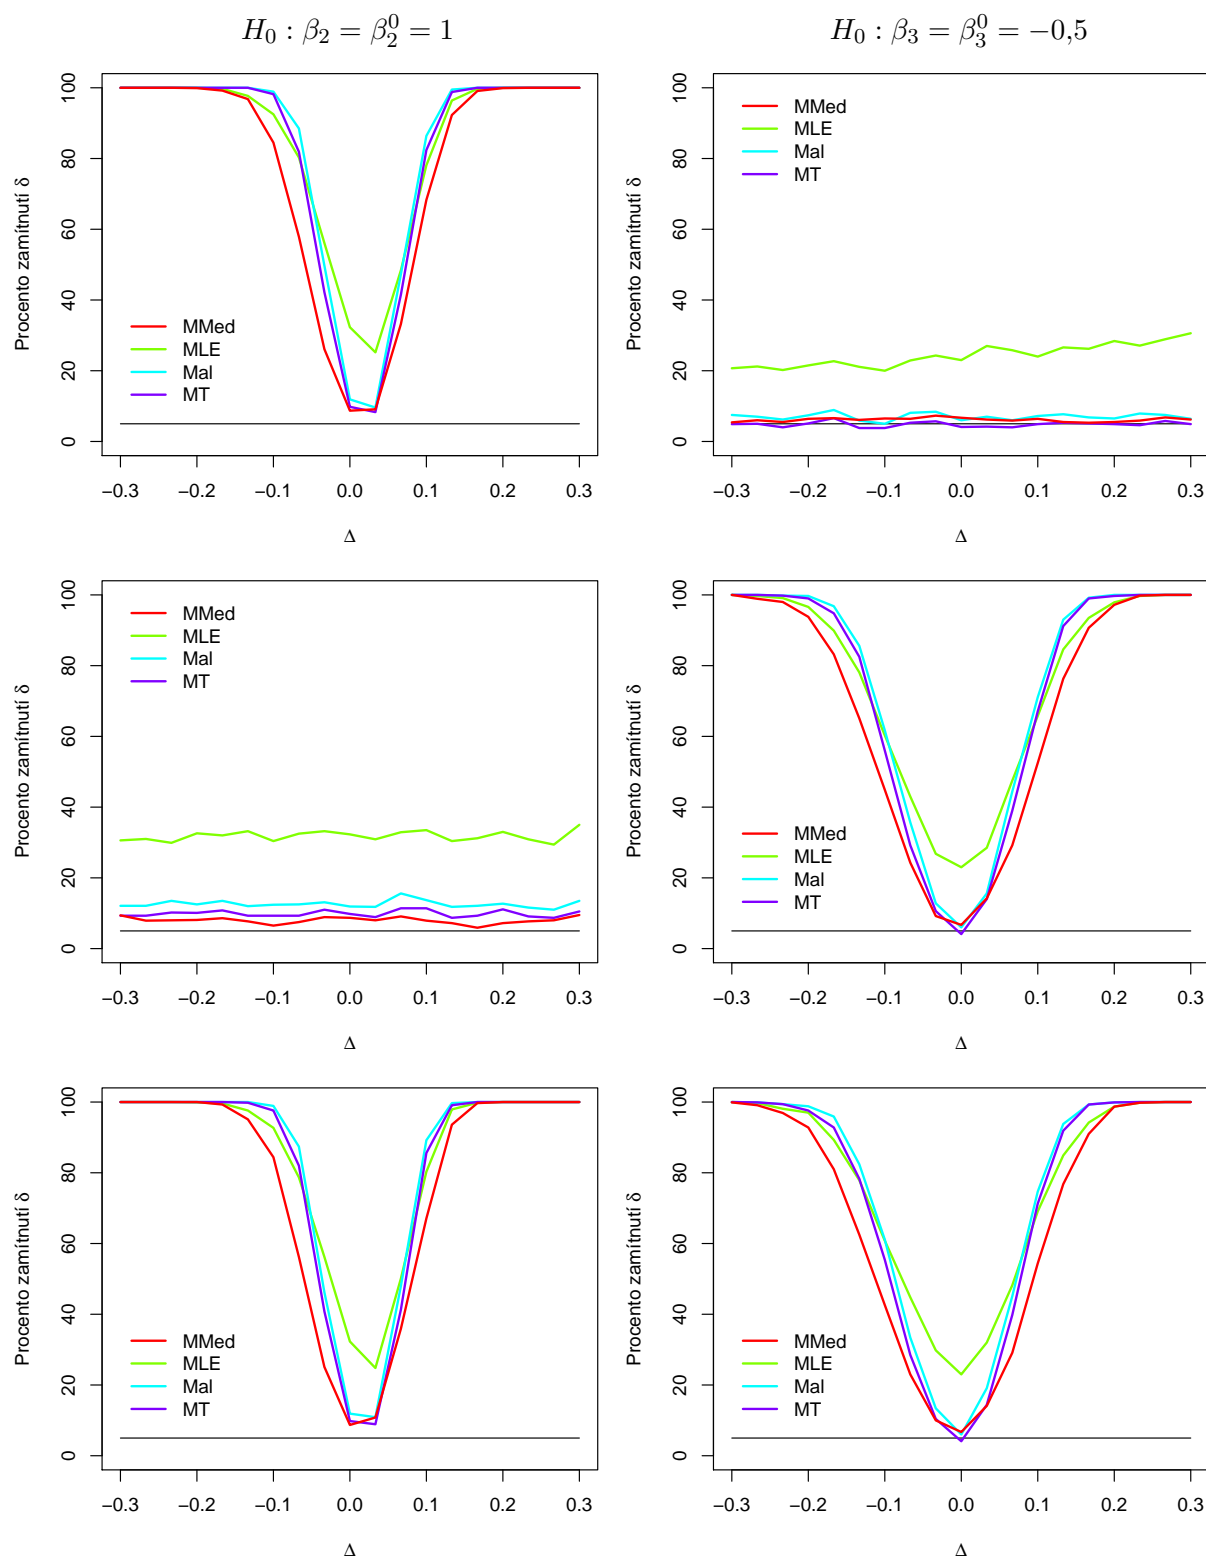 H₀ : β₂ = β₂⁰ = 1
H₀ : β₃ = β₃⁰ = −0,5
Procento zamítnutí δ
100
80
60
40
20
0
MMed
MLE
Mal
MT
−0.3 −0.2 −0.1 0.0 0.1 0.2 0.3
Δ
Procento zamítnutí δ
100
80
60
40
20
0
MMed
MLE
Mal
MT
−0.3 −0.2 −0.1 0.0 0.1 0.2 0.3
Δ
Procento zamítnutí δ
100
80
60
40
20
0
MMed
MLE
Mal
MT
−0.3 −0.2 −0.1 0.0 0.1 0.2 0.3
Δ
Procento zamítnutí δ
100
80
60
40
20
0
MMed
MLE
Mal
MT
−0.3 −0.2 −0.1 0.0 0.1 0.2 0.3
Δ
Procento zamítnutí δ
100
80
60
40
20
0
MMed
MLE
Mal
MT
−0.3 −0.2 −0.1 0.0 0.1 0.2 0.3
Δ
Procento zamítnutí δ
100
80
60
40
20
0
MMed
MLE
Mal
MT
−0.3 −0.2 −0.1 0.0 0.1 0.2 0.3
Δ